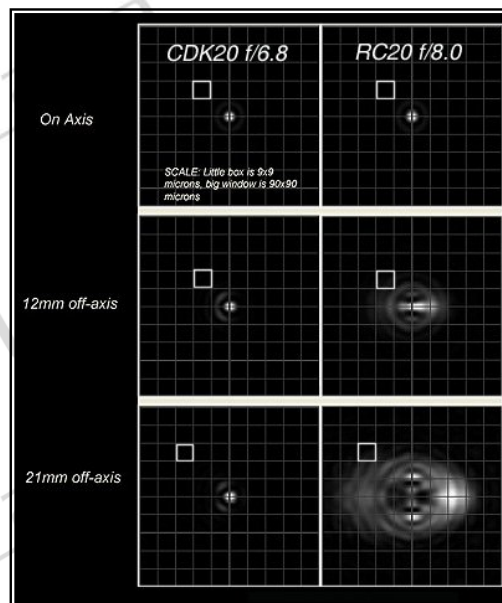 CDK20 f/6.8
RC20 f/8.0
On Axis
SCALE: Little box is 9x9
microns, big window is 90x90
microns
12mm off-axis
21mm off-axis